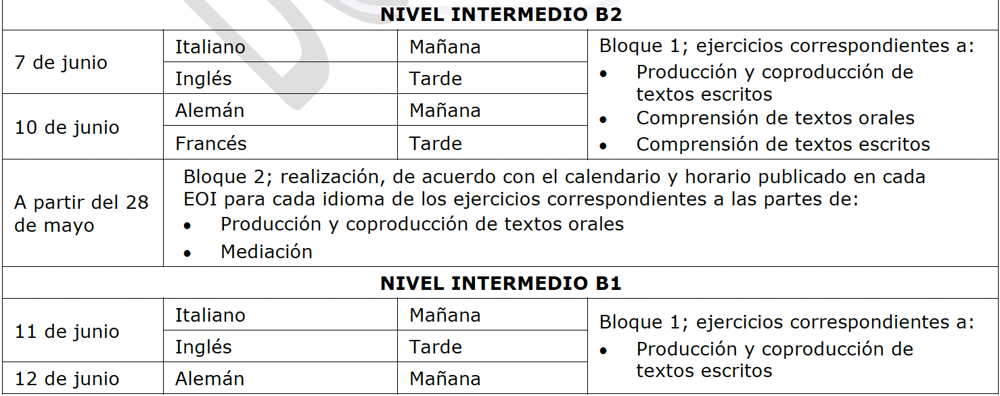 NIVEL INTERMEDIO B2
7 de junio
Italiano
Mañana
Inglés
Tarde
10 de junio
Alemán
Mañana
Francés
Tarde
Bloque 1; ejercicios correspondientes a:
• Producción y coproducción de
textos escritos
• Comprensión de textos orales
• Comprensión de textos escritos
A partir del 28
de mayo
Bloque 2; realización, de acuerdo con el calendario y horario publicado en cada
EOI para cada idioma de los ejercicios correspondientes a las partes de:
• Producción y coproducción de textos orales
• Mediación
NIVEL INTERMEDIO B1
11 de junio
Italiano
Mañana
Inglés
Tarde
12 de junio
Alemán
Mañana
Bloque 1; ejercicios correspondientes a:
• Producción y coproducción de
textos escritos